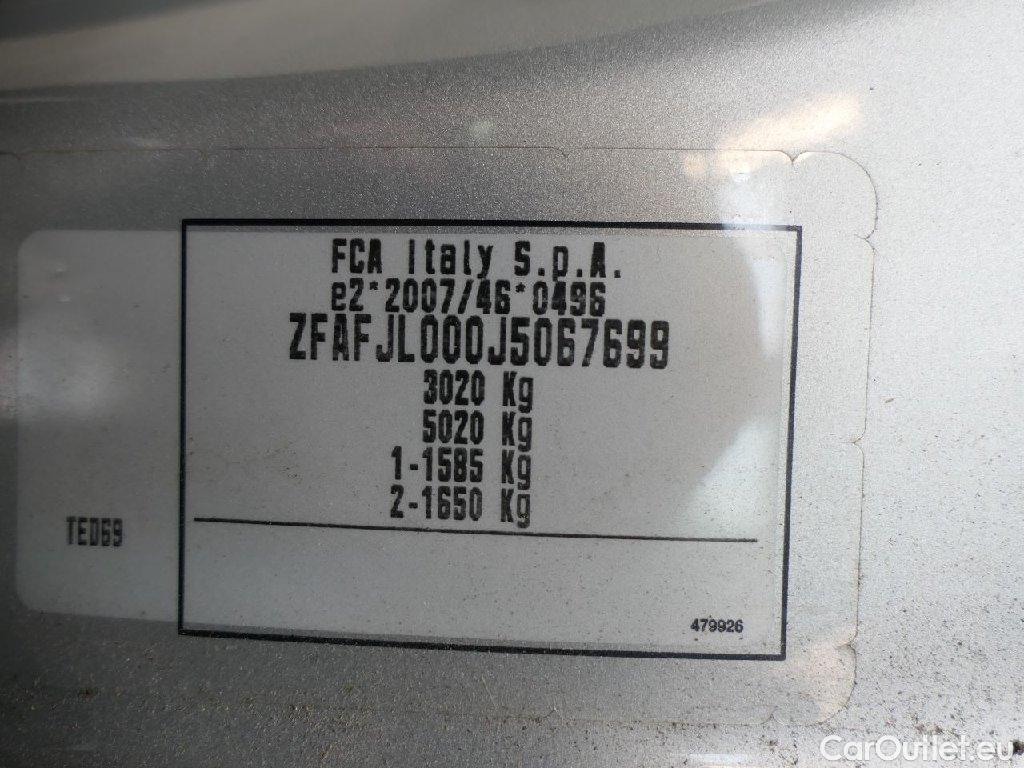 FCA Italy S.p.A.
e2*2007/46*0496
ZFAFJL000J5067699
3020 Kg
5020 Kg
1-1585 Kg
2-1650 Kg
TED69
479926
CarOutlet.eu